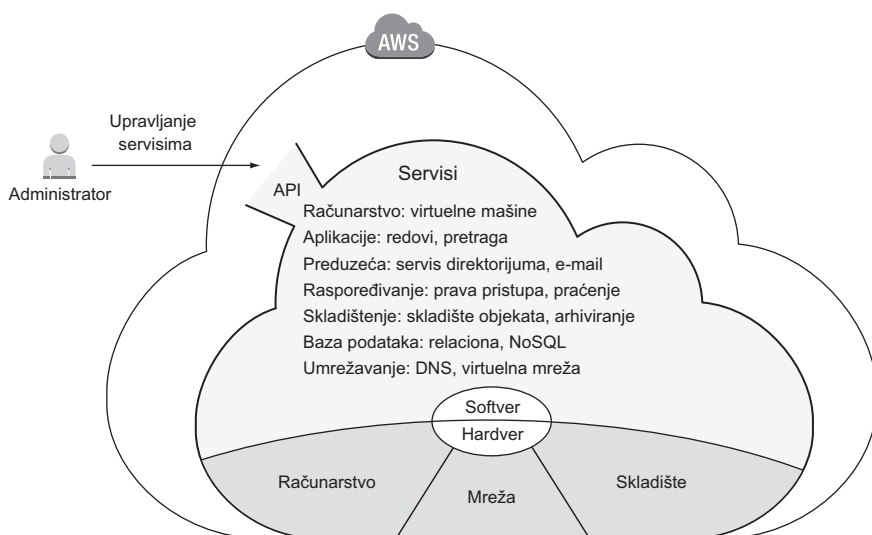 AWS
Upravljanje
servisima
Administrator
API
Servisi
Računarstvo: virtuelne mašine
Aplikacije: redovi, pretraga
Preduzeća: servis direktorijuma, e-mail
Raspoređivanje: prava pristupa, praćenje
Skladištenje: skladište objekata, arhiviranje
Baza podataka: relaciona, NoSQL
Umrežavanje: DNS, virtuelna mreža
Softver
Hardver
Računarstvo
Mreža
Skladište